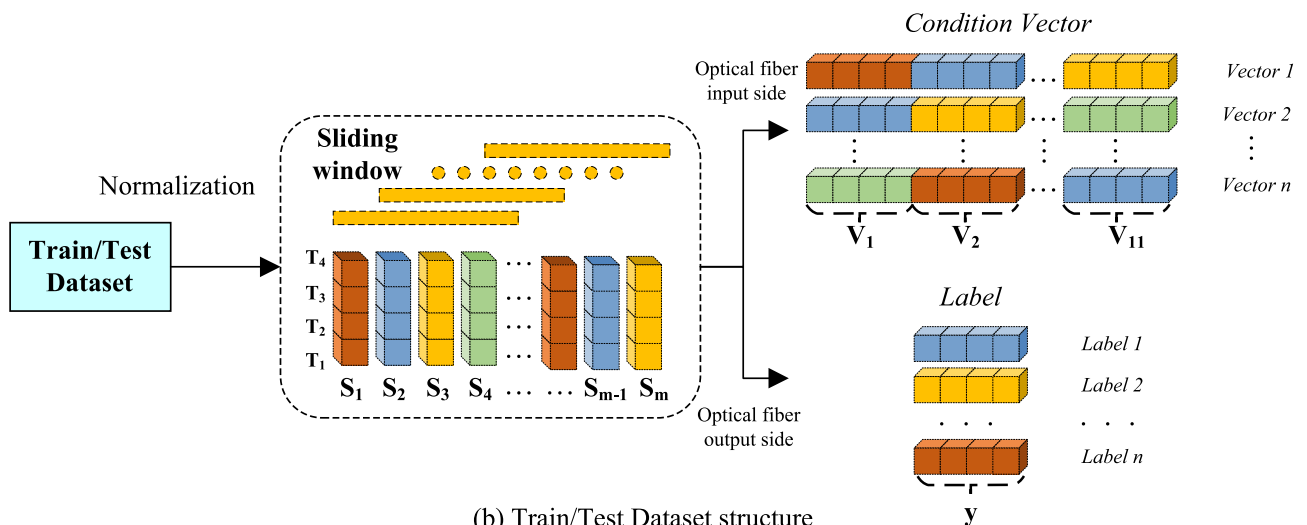 Condition Vector
Optical fiber
input side
Vector 1
Vector 2
Vector n
V1
V2
V11
Normalization
Train/Test
Dataset
Sliding
window
T4
T3
T2
T1
S1 S2 S3 S4 ... ... Sm-1 Sm
Label
Label 1
Label 2
Label n
Optical fiber
output side
y
(b) Train/Test Dataset structure